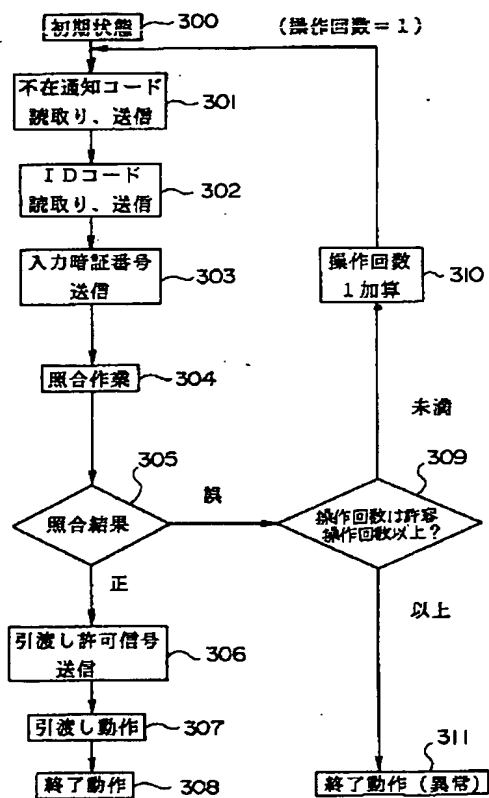 初期状態
300
(操作回数=1)
不在通知コード
読取り、送信
301
IDコード
読取り、送信
302
入力暗証番号
送信
303
操作回数
1加算
310
照合作業
304
未満
305
照合結果
誤
309
操作回数は許容
操作回数以上?
正
以上
引渡し許可信号
送信
306
引渡し動作
307
終了動作
308
311
終了動作(異常)